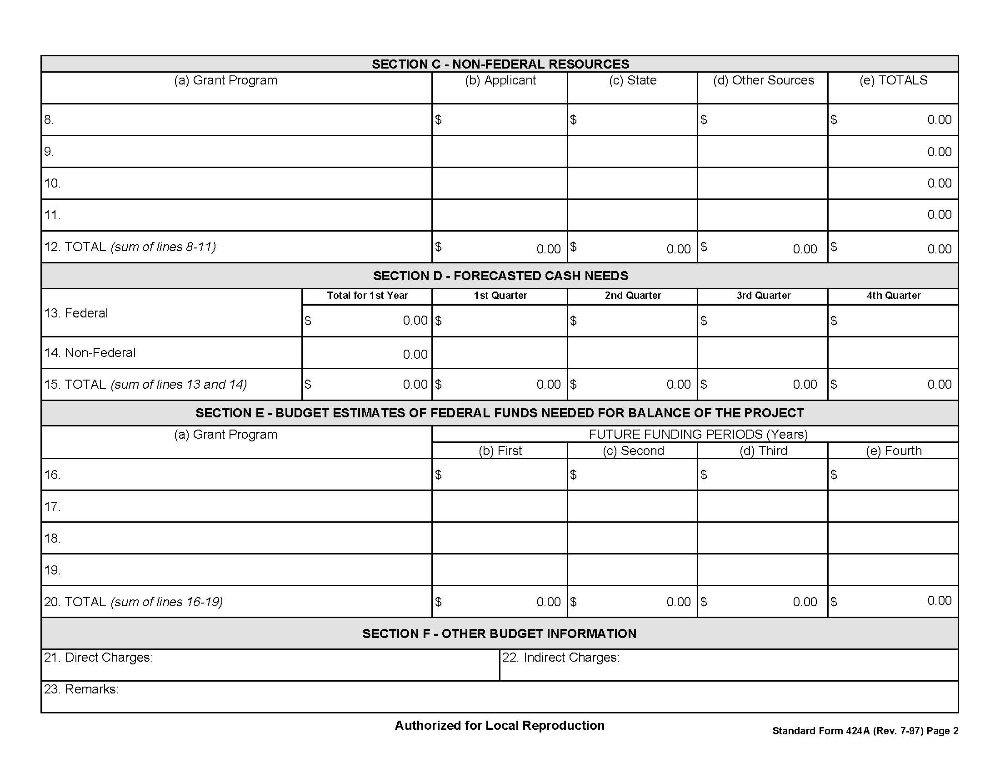 SECTION C - NON-FEDERAL RESOURCES
(a) Grant Program (b) Applicant (c) State (d) Other Sources (e) TOTALS
8. $ $ $ $ 0.00
9. 0.00
10. 0.00
11. 0.00
12. TOTAL (sum of lines 8-11) $ 0.00 $ 0.00 $ 0.00 $ 0.00
SECTION D - FORECASTED CASH NEEDS
Total for 1st Year 1st Quarter 2nd Quarter 3rd Quarter 4th Quarter
13. Federal $ 0.00 $ $ $ $
14. Non-Federal 0.00
15. TOTAL (sum of lines 13 and 14) $ 0.00 $ 0.00 $ 0.00 $ 0.00 $ 0.00
SECTION E - BUDGET ESTIMATES OF FEDERAL FUNDS NEEDED FOR BALANCE OF THE PROJECT
(a) Grant Program FUTURE FUNDING PERIODS (Years)
(b) First (c) Second (d) Third (e) Fourth
16. $ $ $ $
17.
18.
19.
20. TOTAL (sum of lines 16-19) $ 0.00 $ 0.00 $ 0.00 $ 0.00
SECTION F - OTHER BUDGET INFORMATION
21. Direct Charges: 22. Indirect Charges:
23. Remarks:
Authorized for Local Reproduction
Standard Form 424A (Rev. 7-97) Page 2